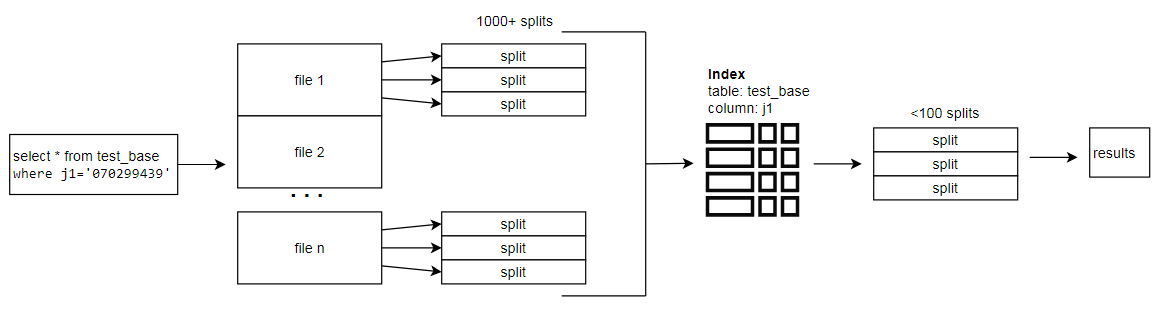 1000+ splits
select * from test_base
where j1='070299439'
file 1
file 2
. . .
file n
split
split
split
split
split
split
Index
table: test_base
column: j1
<100 splits
split
split
split
results